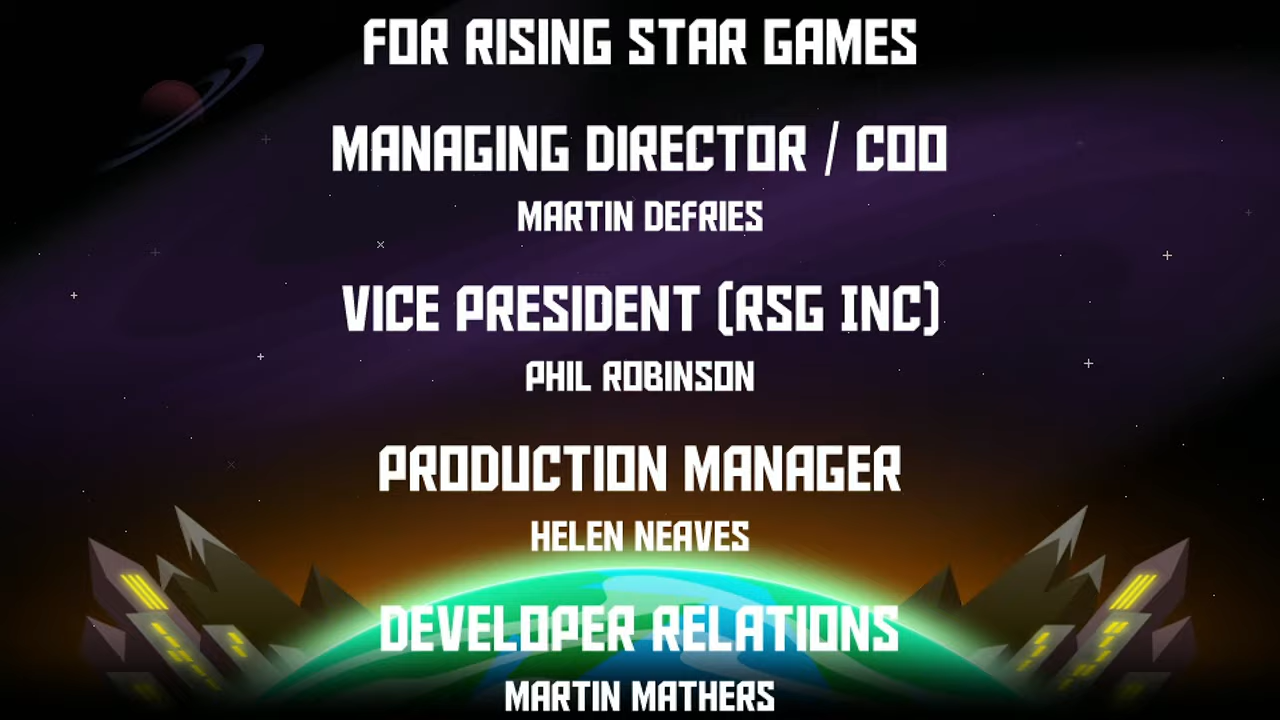 FOR RISING STAR GAMES
MANAGING DIRECTOR / COO
MARTIN DEFRIES
VICE PRESIDENT (RSG INC)
PHIL ROBINSON
PRODUCTION MANAGER
HELEN NEAVES
DEVELOPER RELATIONS
MARTIN MATHERS